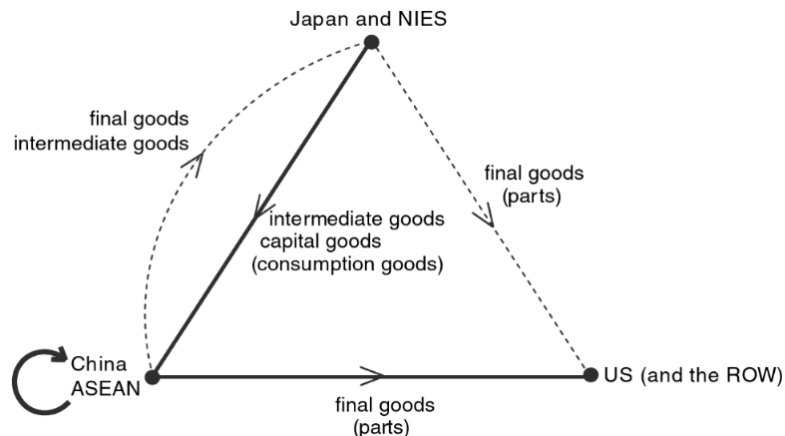 Japan and NIES
final goods
intermediate goods
final goods
(parts)
intermediate goods
capital goods
(consumption goods)
China
ASEAN
US (and the ROW)
final goods
(parts)